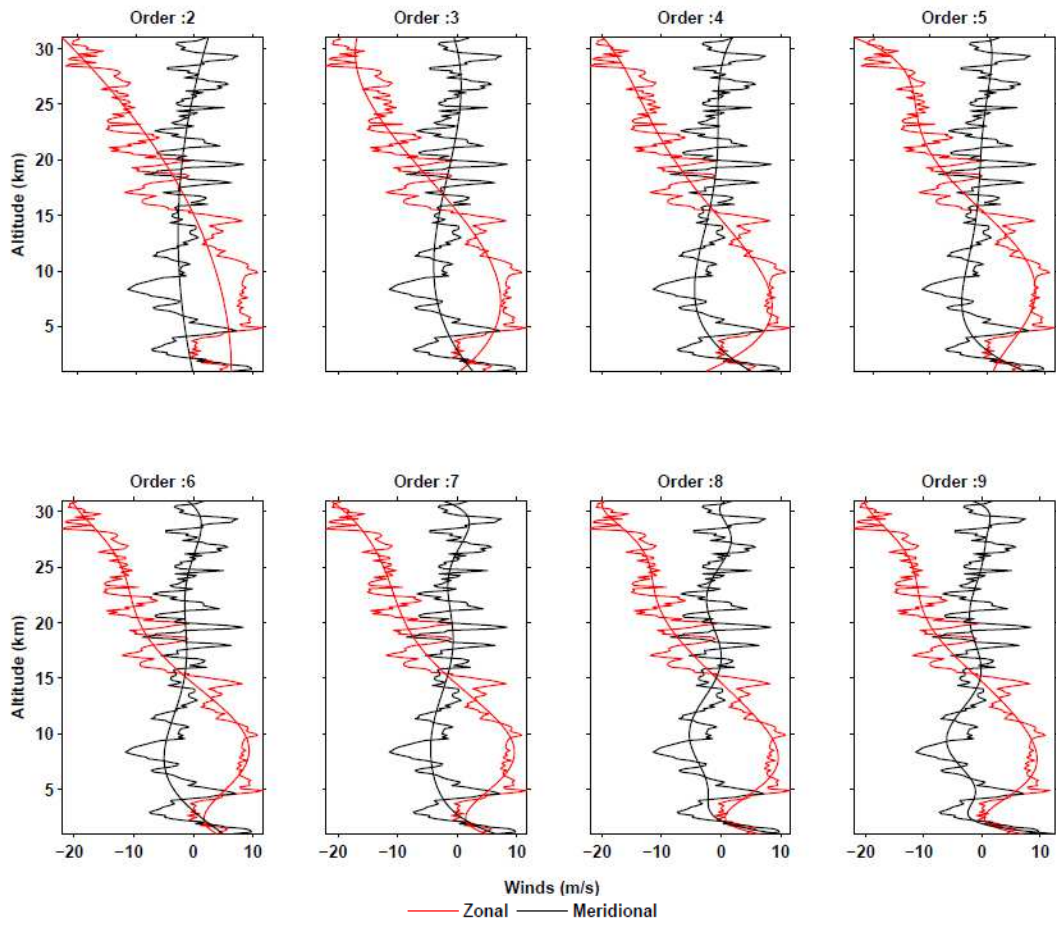 Order :2 Order :3 Order :4 Order :5
30
25
20
15
10
5
Altitude (km)
Order :6 Order :7 Order :8 Order :9
30
25
20
15
10
5
Altitude (km)
−20 −10 0 10 −20 −10 0 10 −20 −10 0 10 −20 −10 0 10
Winds (m/s)
Zonal Meridional